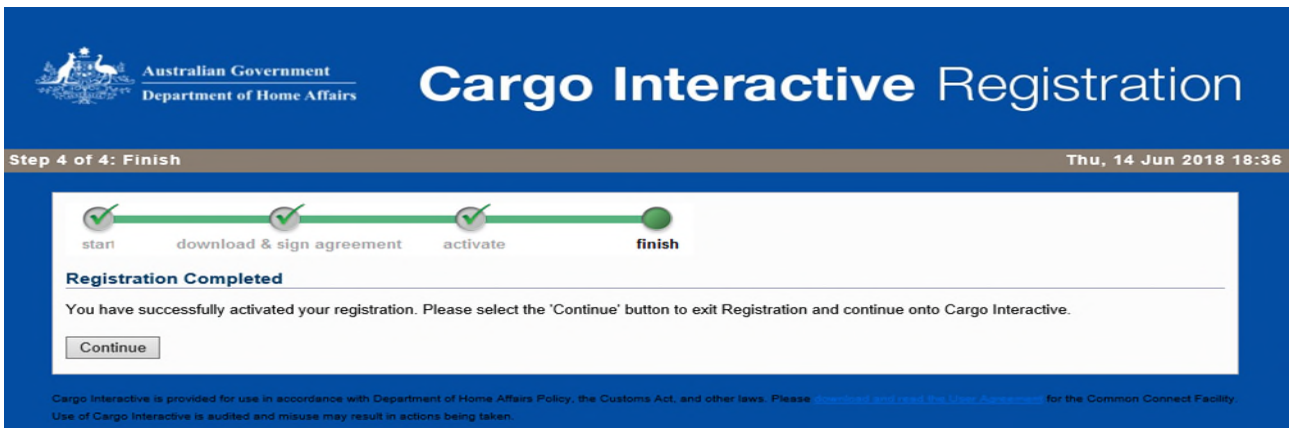 Australian Government
Department of Home Affairs
Cargo Interactive Registration
Step 4 of 4: Finish
Thu, 14 Jun 2018 18:36
start download & sign agreement activate finish
Registration Completed
You have successfully activated your registration. Please select the 'Continue' button to exit Registration and continue onto Cargo Interactive.
Continue
Cargo Interactive is provided for use in accordance with Department of Home Affairs Policy, the Customs Act, and other laws. Please download and read the User Agreement for the Common Connect Facility.
Use of Cargo Interactive is audited and misuse may result in actions being taken.